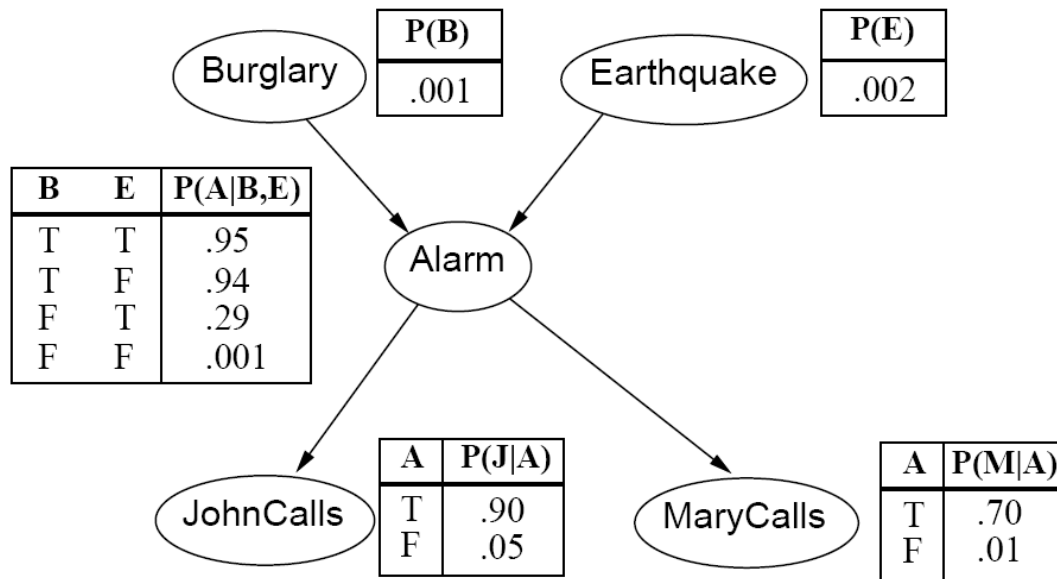 Burglary
P(B)
.001
Earthquake
P(E)
.002
B E P(A|B,E)
T T .95
T F .94
F T .29
F F .001
Alarm
JohnCalls
A P(J|A)
T .90
F .05
MaryCalls
A P(M|A)
T .70
F .01